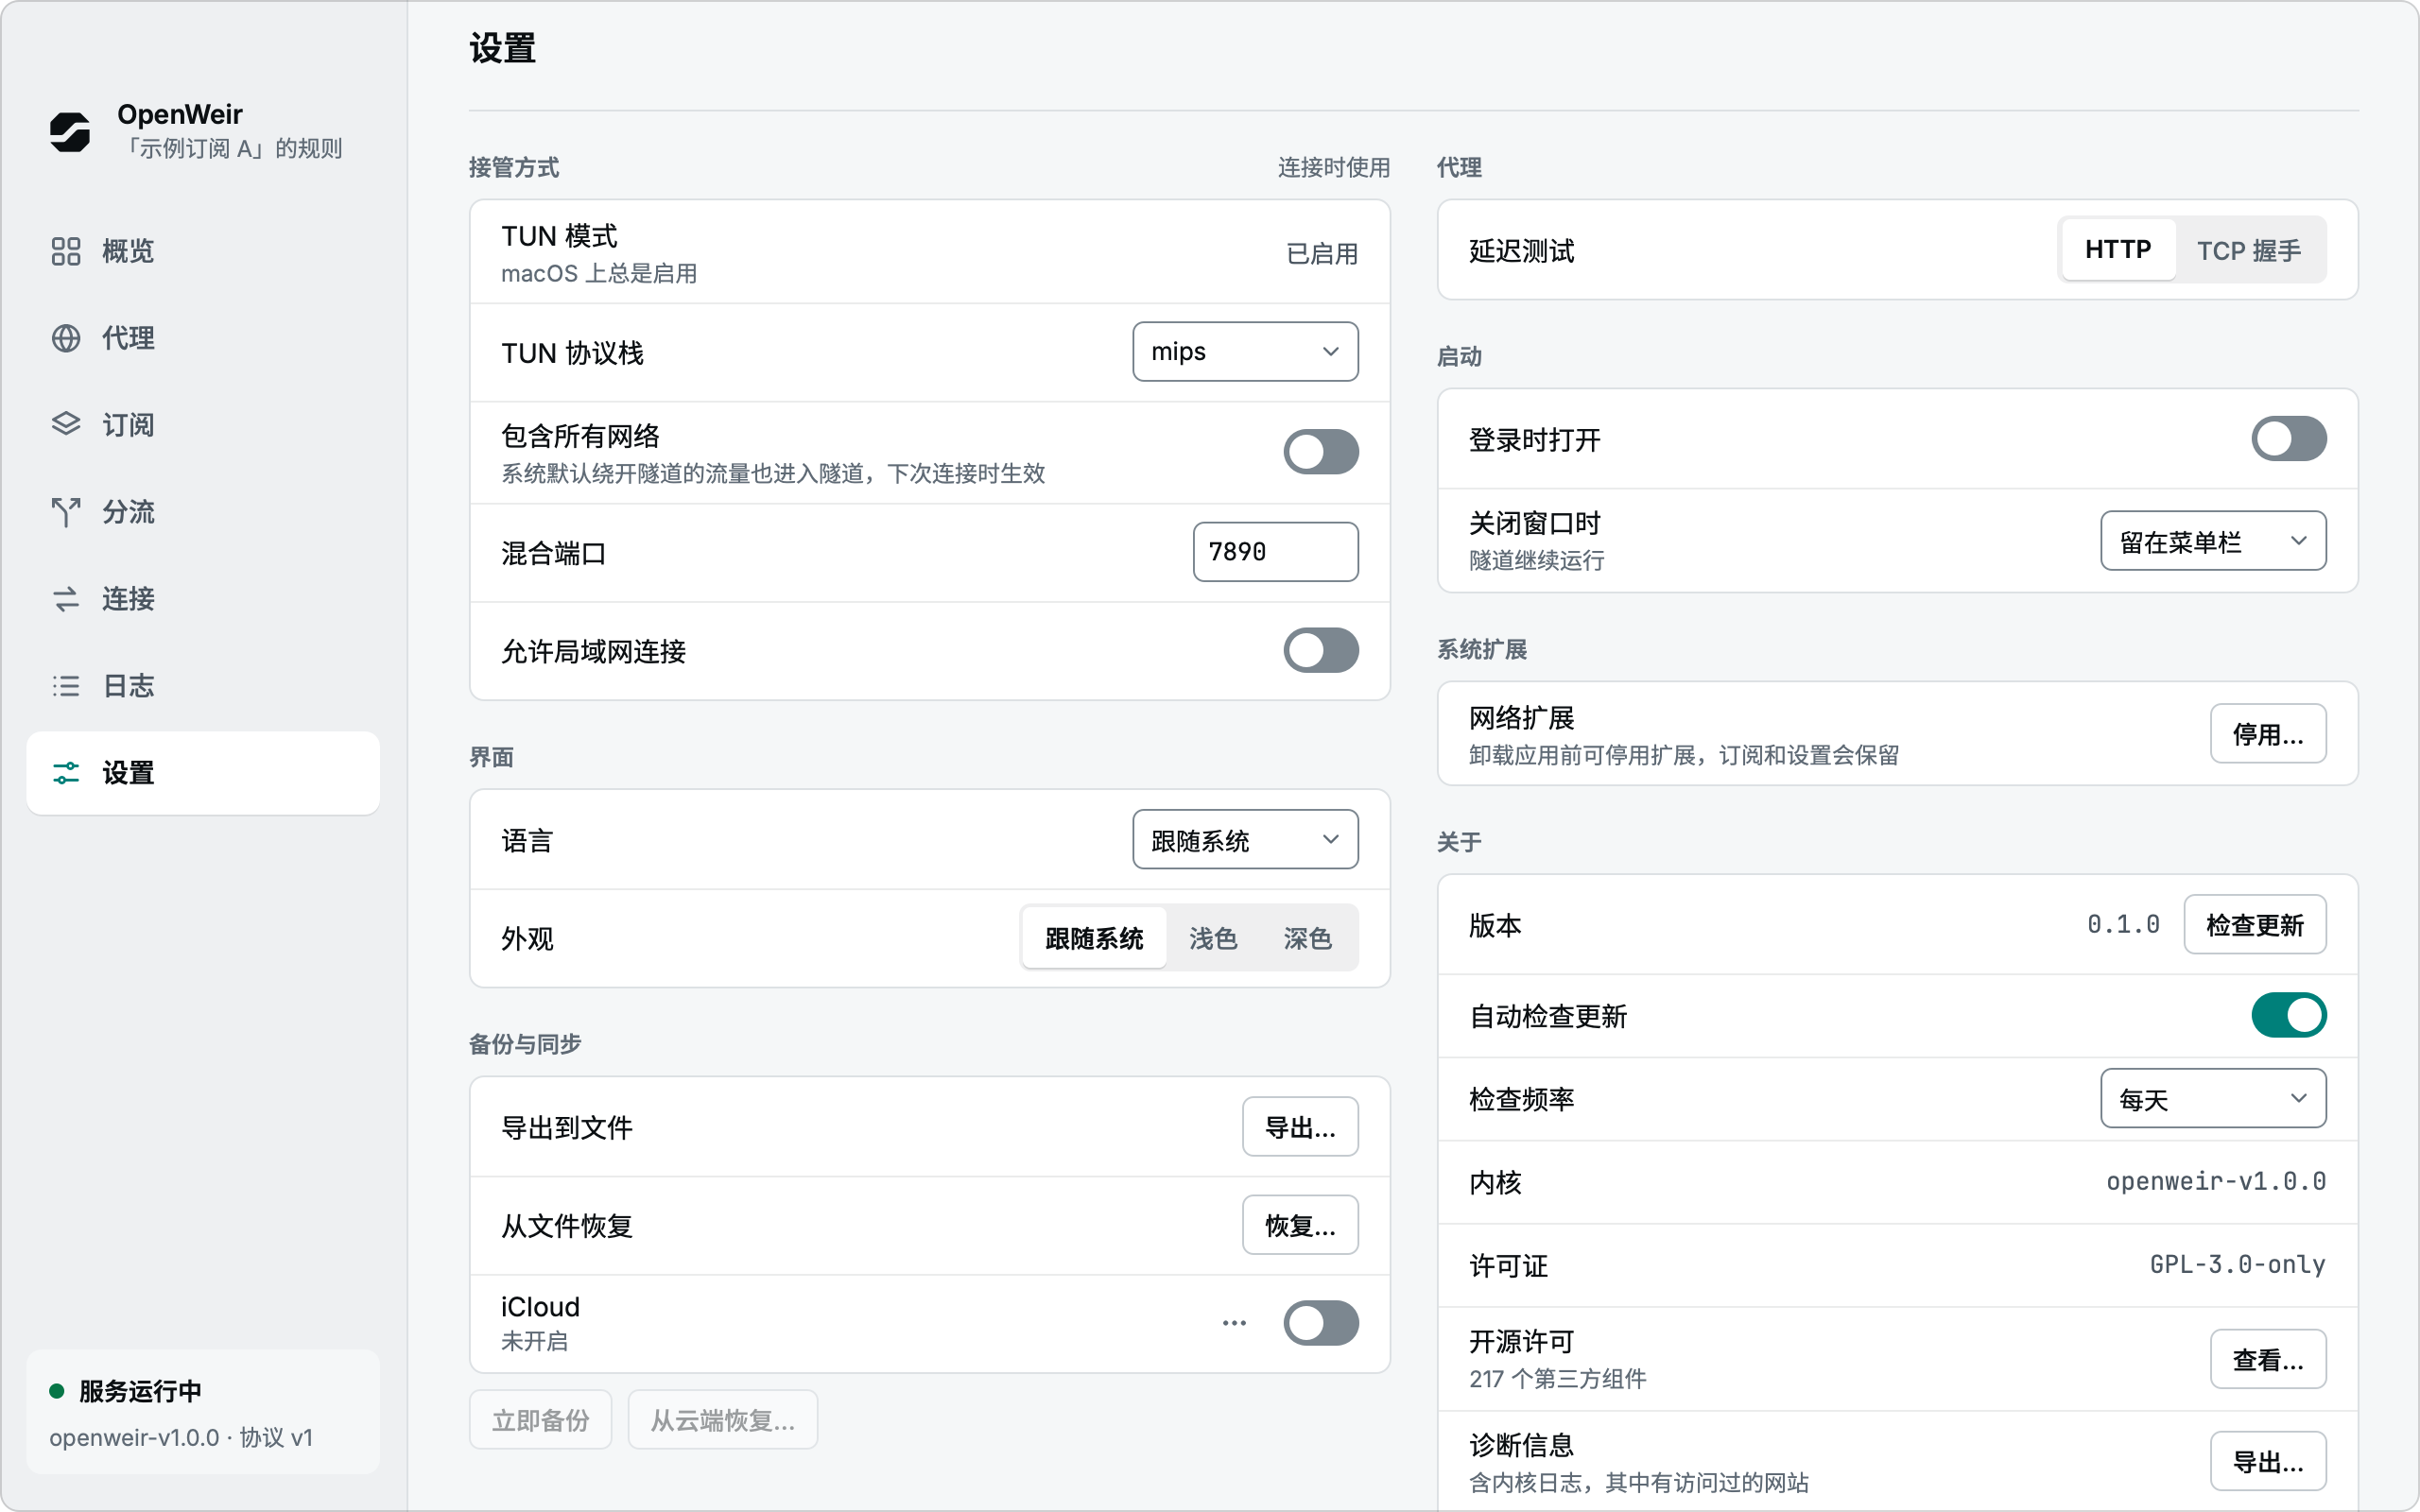 OpenWeir
「示例订阅 A」的规则
概览
代理
订阅
分流
连接
日志
设置
服务运行中
openweir-v1.0.0 · 协议 v1
设置
接管方式
连接时使用
TUN 模式
macOS 上总是启用
已启用
TUN 协议栈
mips
包含所有网络
系统默认绕开隧道的流量也进入隧道，下次连接时生效
混合端口
7890
允许局域网连接
界面
语言
跟随系统
外观
跟随系统
浅色
深色
备份与同步
导出到文件
导出...
从文件恢复
恢复...
iCloud
未开启
立即备份
从云端恢复...
代理
延迟测试
HTTP
TCP 握手
启动
登录时打开
关闭窗口时
隧道继续运行
留在菜单栏
系统扩展
网络扩展
卸载应用前可停用扩展，订阅和设置会保留
停用...
关于
版本
0.1.0
检查更新
自动检查更新
检查频率
每天
内核
openweir-v1.0.0
许可证
GPL-3.0-only
开源许可
217 个第三方组件
查看...
诊断信息
含内核日志，其中有访问过的网站
导出...